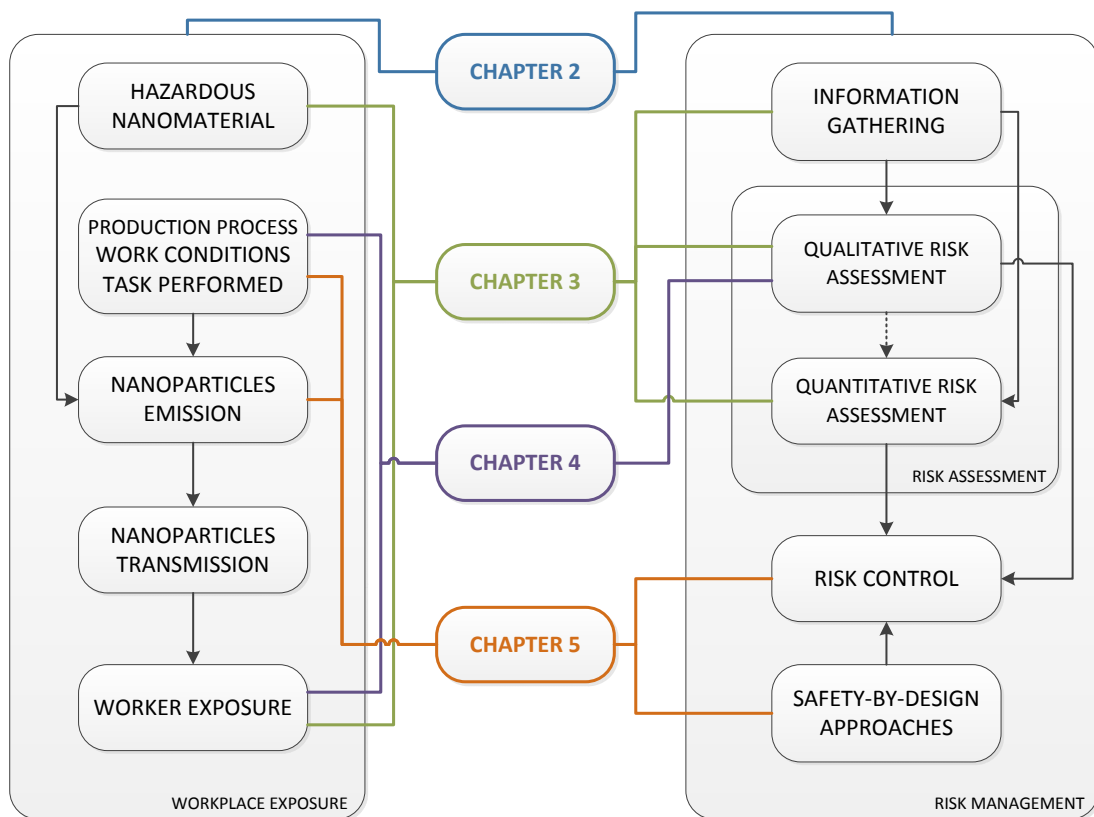 HAZARDOUS
NANOMATERIAL
PRODUCTION PROCESS
WORK CONDITIONS
TASK PERFORMED
NANOPARTICLES
EMISSION
NANOPARTICLES
TRANSMISSION
WORKER EXPOSURE
WORKPLACE EXPOSURE
CHAPTER 2
CHAPTER 3
CHAPTER 4
CHAPTER 5
INFORMATION
GATHERING
QUALITATIVE RISK
ASSESSMENT
QUANTITATIVE RISK
ASSESSMENT
RISK ASSESSMENT
RISK CONTROL
SAFETY-BY-DESIGN
APPROACHES
RISK MANAGEMENT